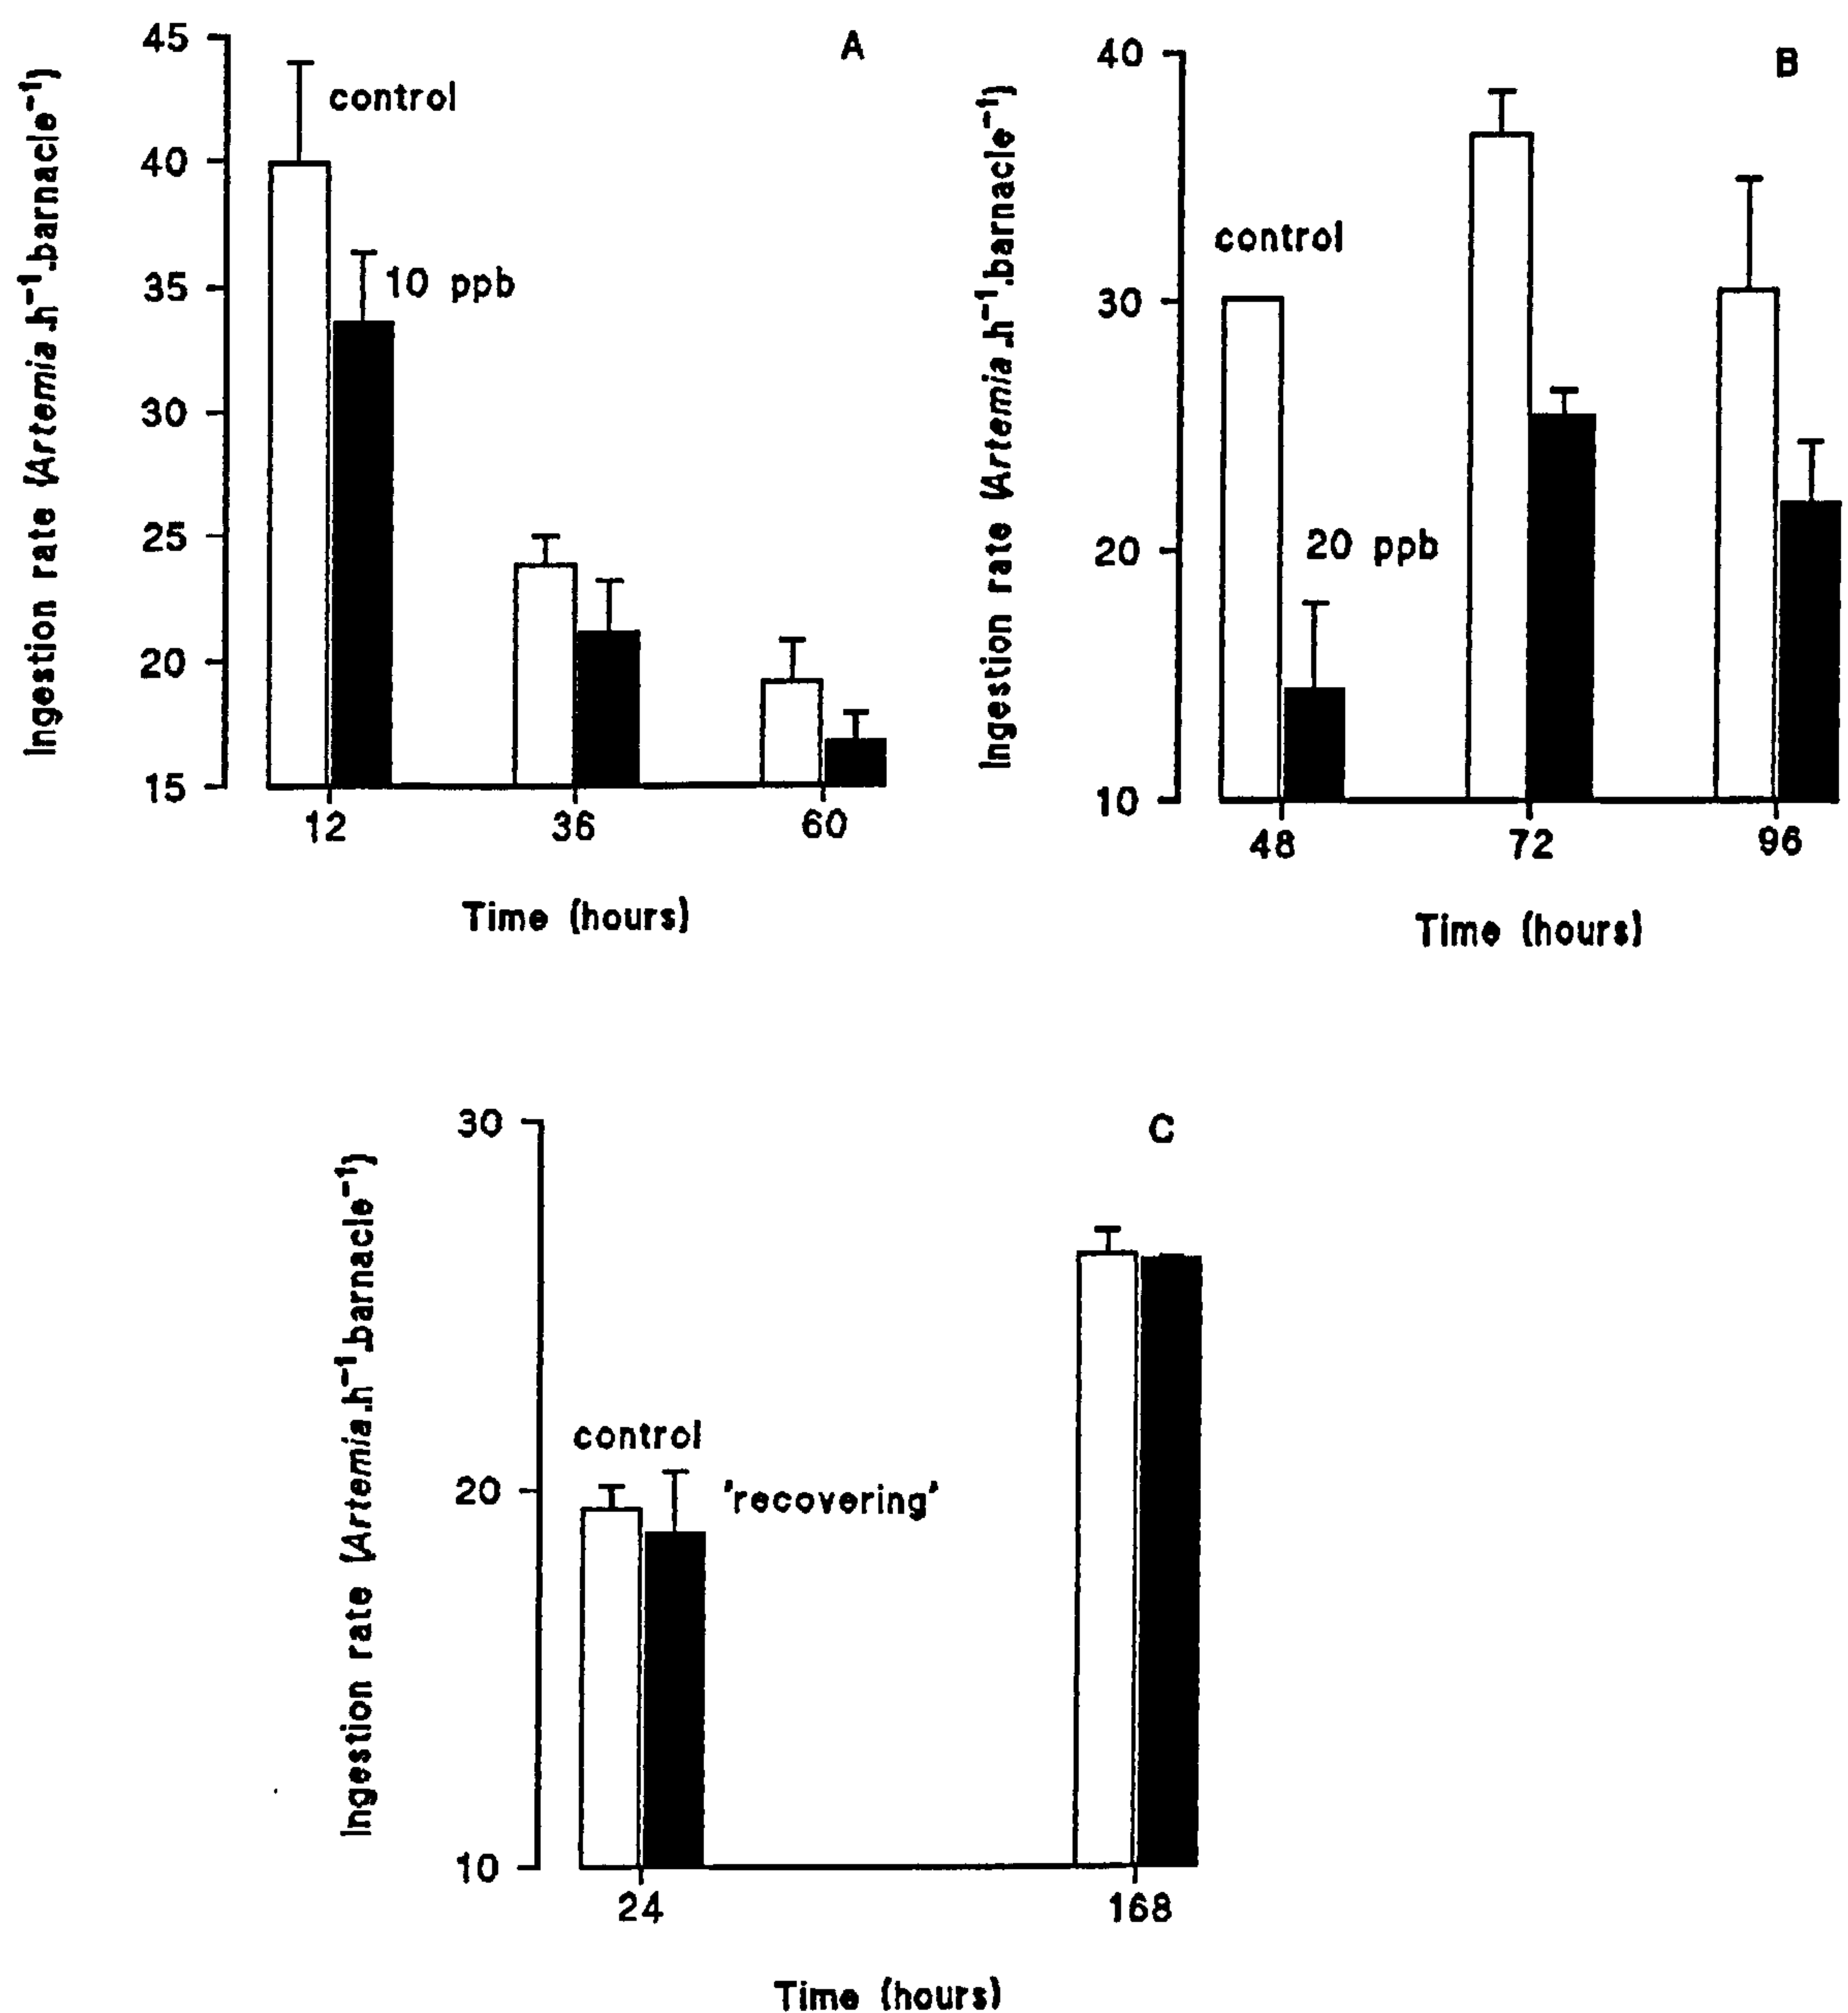 A
Ingestion rate (Artemia.h⁻¹.barnacle⁻¹)
45
40
35
30
25
20
15
control
10 ppb
12 36 60
Time (hours)
B
Ingestion rate (Artemia.h⁻¹.barnacle⁻¹)
40
30
20
10
control
20 ppb
48 72 96
Time (hours)
C
Ingestion rate (Artemia.h⁻¹.barnacle⁻¹)
30
20
10
control
'recovering'
24 168
Time (hours)